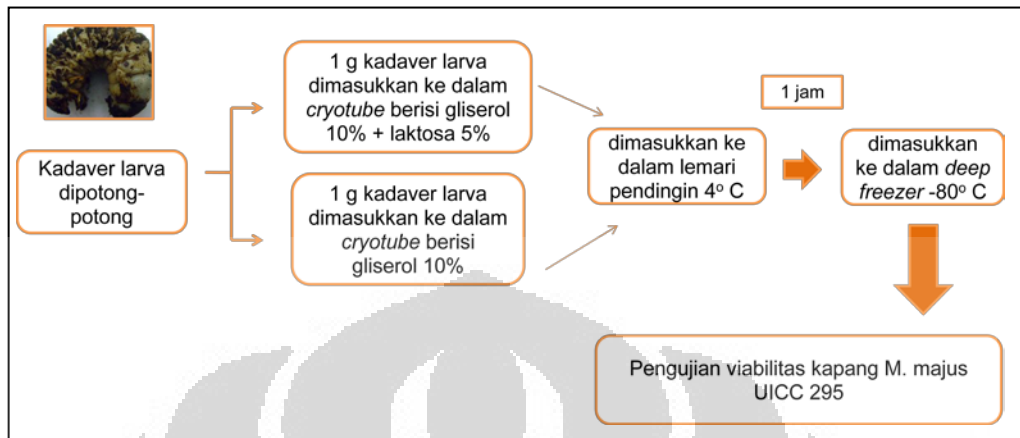 Kadaver larva
dipotong-
potong
1 g kadaver larva
dimasukkan ke dalam
cryotube berisi gliserol
10% + laktosa 5%
1 g kadaver larva
dimasukkan ke dalam
cryotube berisi
gliserol 10%
dimasukkan ke
dalam lemari
pendingin 4º C
1 jam
dimasukkan
ke dalam deep
freezer -80º C
Pengujian viabilitas kapang M. majus
UICC 295